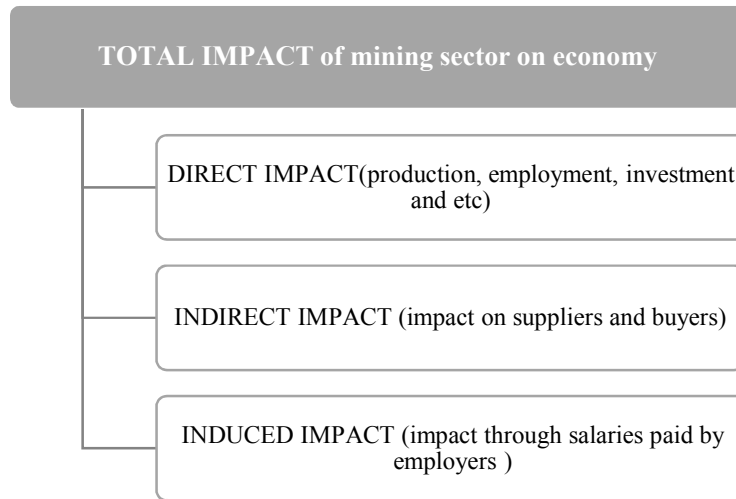 TOTAL IMPACT of mining sector on economy
DIRECT IMPACT(production, employment, investment
and etc)
INDIRECT IMPACT (impact on suppliers and buyers)
INDUCED IMPACT (impact through salaries paid by
employers )